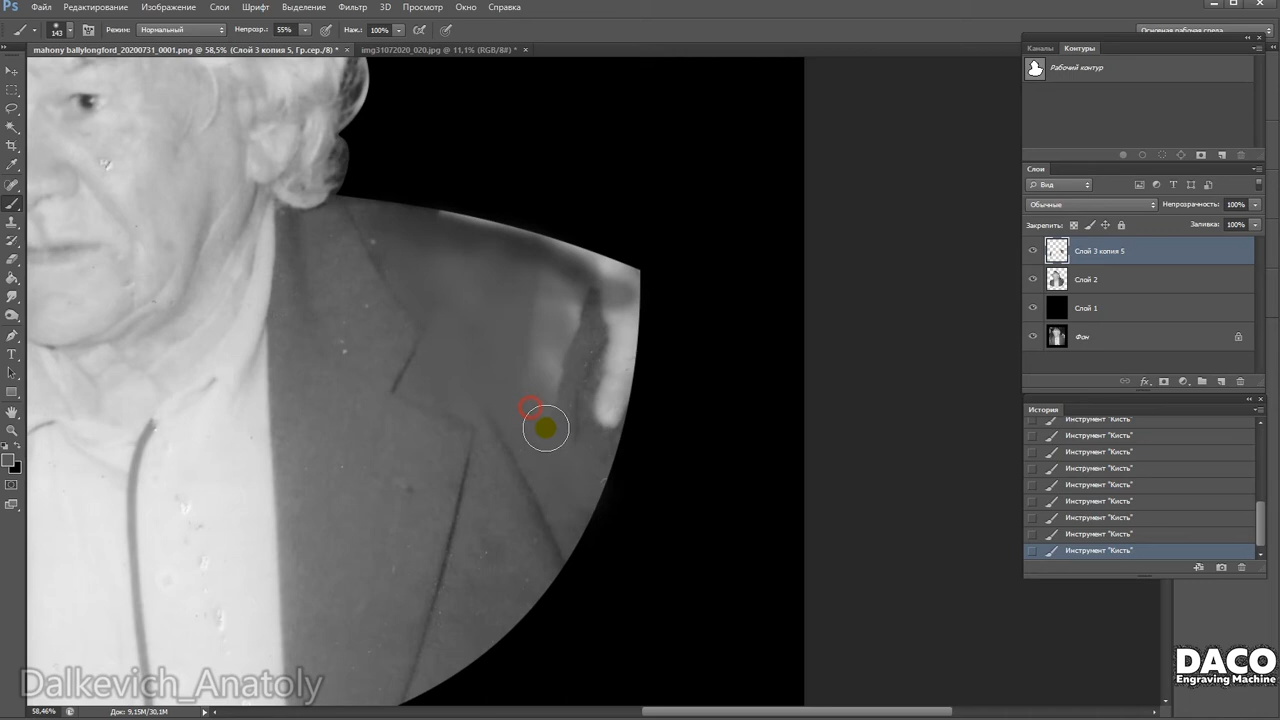 Ps Файл Редактирование Изображение Слои Шрифт Выделение Фильтр 3D Просмотр Окно Справка
143 Режим: Нормальный Непрозр.: 55% Наж.: 100% Основная рабочая среда
mahony ballylongford_20200731_0001.png @ 58,5% (Слой 3 копия 5, Гр.сер./8) * × img31072020_020.jpg @ 11,1% (RGB/8#) * ×
Каналы Контуры
Рабочий контур
Слои
Вид
Обычные Непрозрачность: 100%
Закрепить: Заливка: 100%
Слой 3 копия 5
Слой 2
Слой 1
Фон
История
Инструмент "Кисть"
Инструмент "Кисть"
Инструмент "Кисть"
Инструмент "Кисть"
Инструмент "Кисть"
Инструмент "Кисть"
Инструмент "Кисть"
Инструмент "Кисть"
Инструмент "Кисть"
Dalkevich_Anatoly
DACO
Engraving Machine
58,46% Док: 9,15M/30,1M